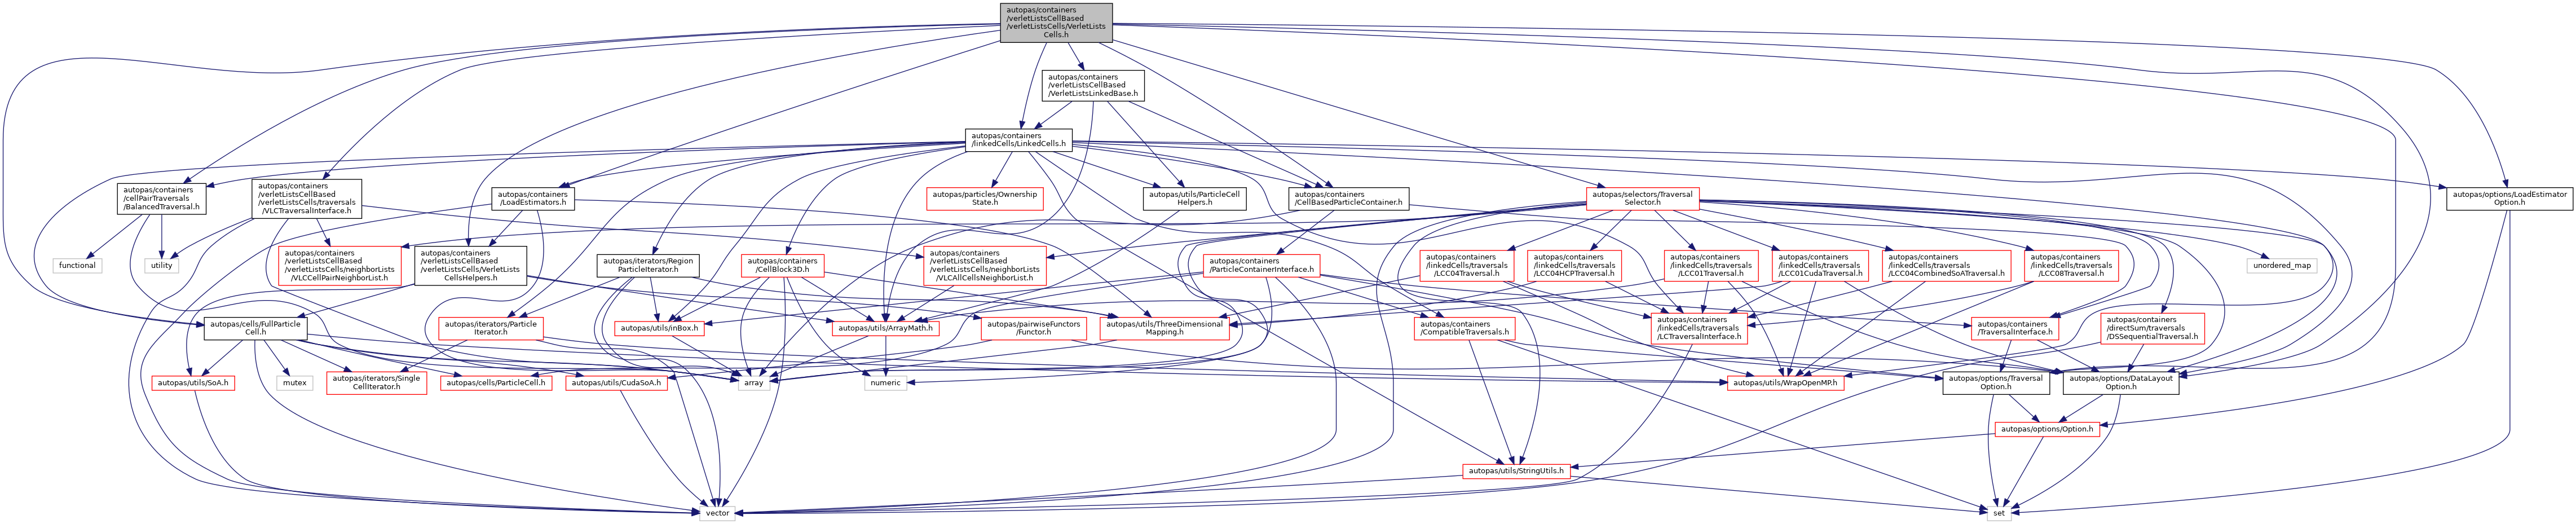 autopas/containers
/verletListsCellBased
/verletListsCells/VerletLists
Cells.h
autopas/containers
/verletListsCellBased
/VerletListsLinkedBase.h
autopas/containers
/linkedCells/LinkedCells.h
autopas/containers
/cellPairTraversals
/BalancedTraversal.h
autopas/containers
/verletListsCellBased
/verletListsCells/traversals
/VLCTraversalInterface.h
autopas/containers
/LoadEstimators.h
autopas/particles/Ownership
State.h
autopas/utils/ParticleCell
Helpers.h
autopas/containers
/CellBasedParticleContainer.h
autopas/selectors/Traversal
Selector.h
autopas/options/LoadEstimator
Option.h
functional
utility
autopas/containers
/verletListsCellBased
/verletListsCells/neighborLists
/VLCCellPairNeighborList.h
autopas/containers
/verletListsCellBased
/verletListsCells/VerletLists
CellsHelpers.h
autopas/iterators/Region
ParticleIterator.h
autopas/containers
/CellBlock3D.h
autopas/containers
/verletListsCellBased
/verletListsCells/neighborLists
/VLCAllCellsNeighborList.h
autopas/containers
/ParticleContainerInterface.h
autopas/containers
/linkedCells/traversals
/LCC04Traversal.h
autopas/containers
/linkedCells/traversals
/LCC04HCPTraversal.h
autopas/containers
/linkedCells/traversals
/LCC01Traversal.h
autopas/containers
/linkedCells/traversals
/LCC01CudaTraversal.h
autopas/containers
/linkedCells/traversals
/LCC04CombinedSoATraversal.h
autopas/containers
/linkedCells/traversals
/LCC08Traversal.h
unordered_map
autopas/cells/FullParticle
Cell.h
autopas/iterators/Particle
Iterator.h
autopas/utils/inBox.h
autopas/utils/ArrayMath.h
autopas/pairwiseFunctors
/Functor.h
autopas/utils/ThreeDimensional
Mapping.h
autopas/containers
/CompatibleTraversals.h
autopas/containers
/linkedCells/traversals
/LCTraversalInterface.h
autopas/containers
/TraversalInterface.h
autopas/containers
/directSum/traversals
/DSSequentialTraversal.h
autopas/utils/SoA.h
mutex
autopas/iterators/Single
CellIterator.h
autopas/cells/ParticleCell.h
autopas/utils/CudaSoA.h
array
numeric
autopas/utils/WrapOpenMP.h
autopas/options/Traversal
Option.h
autopas/options/DataLayout
Option.h
autopas/options/Option.h
autopas/utils/StringUtils.h
vector
set